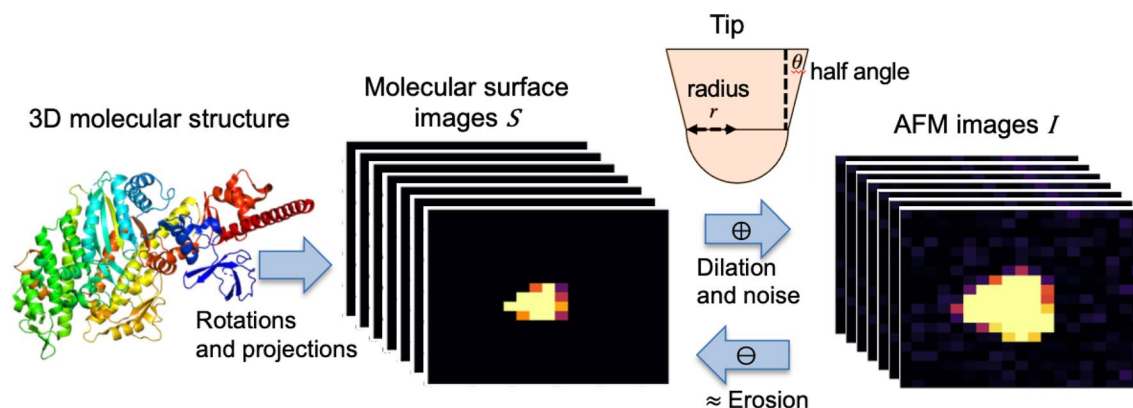 3D molecular structure
Rotations
and projections
Molecular surface
images S
Tip
radius
r
θ
half angle
⊕
Dilation
and noise
⊖
≈ Erosion
AFM images I